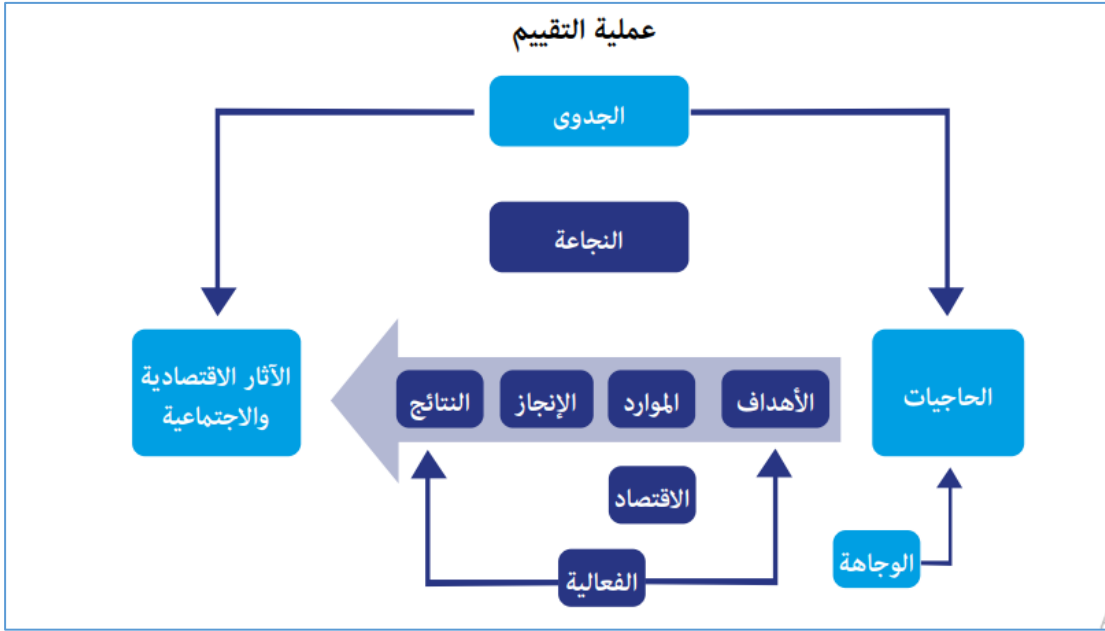 عملية التقييم
الجدوى
النجاعة
الحاجيات
الأهداف
الموارد
الإنجاز
النتائج
الآثار الاقتصادية
والاجتماعية
الاقتصاد
الفعالية
الوجاهة